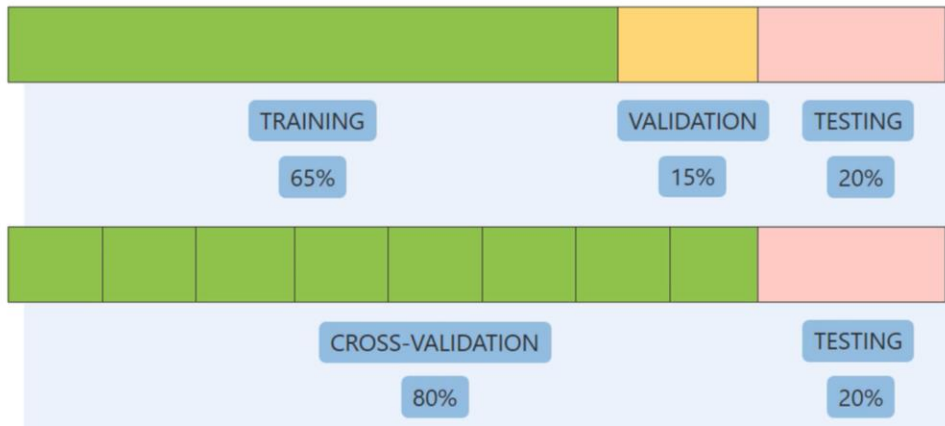 TRAINING VALIDATION TESTING
65% 15% 20%
CROSS-VALIDATION TESTING
80% 20%